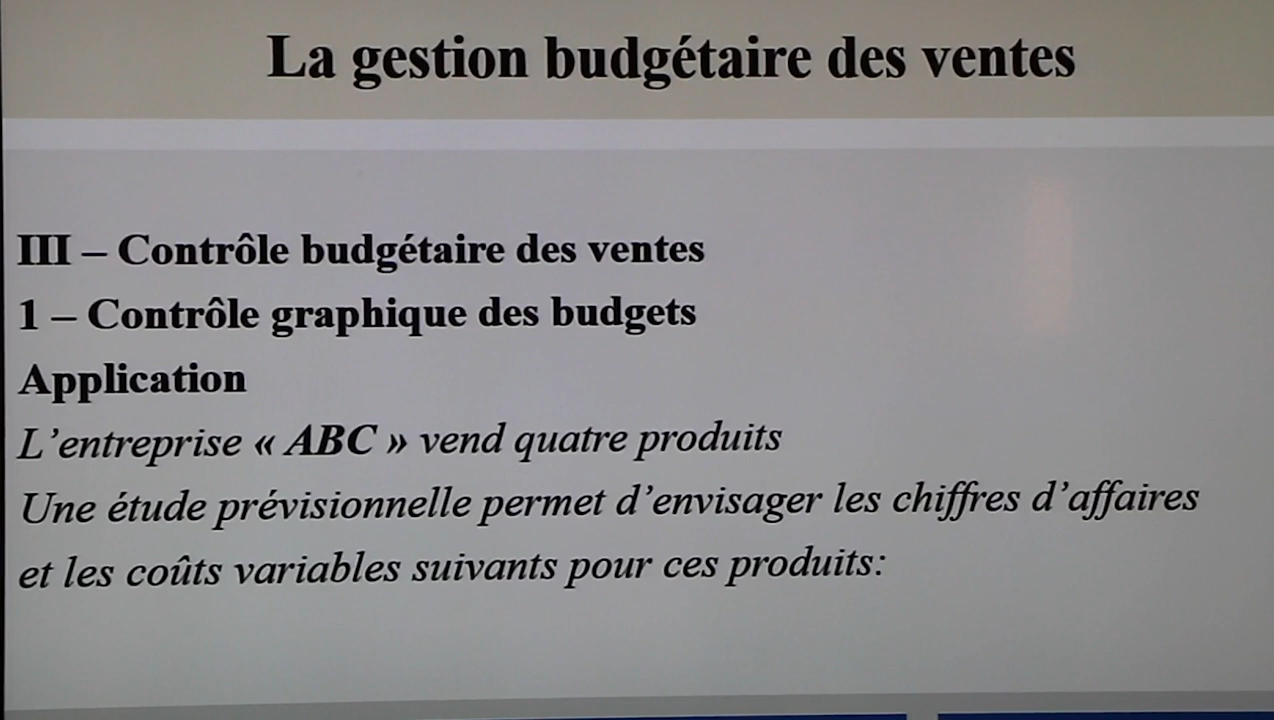 La gestion budgétaire des ventes
III – Contrôle budgétaire des ventes
1 – Contrôle graphique des budgets
Application
L'entreprise « ABC » vend quatre produits
Une étude prévisionnelle permet d'envisager les chiffres d'affaires
et les coûts variables suivants pour ces produits: